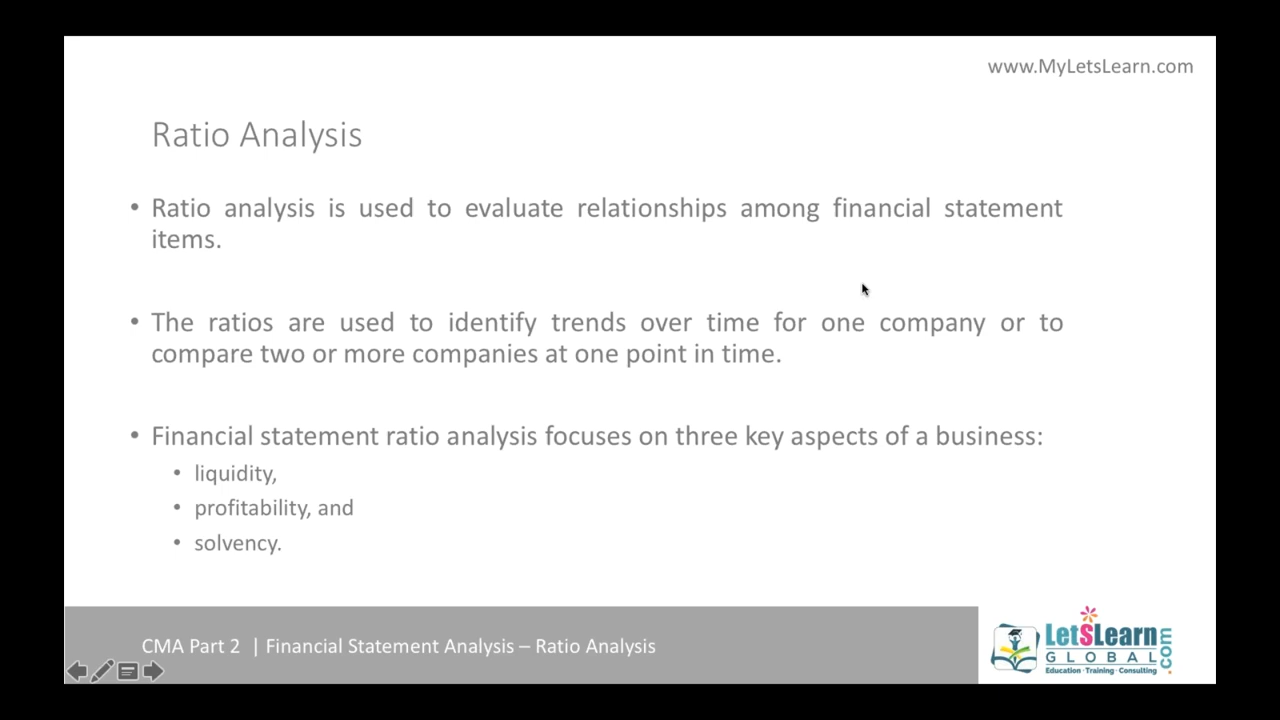 www.MyLetsLearn.com
Ratio Analysis
• Ratio analysis is used to evaluate relationships among financial statement
items.
• The ratios are used to identify trends over time for one company or to
compare two or more companies at one point in time.
• Financial statement ratio analysis focuses on three key aspects of a business:
• liquidity,
• profitability, and
• solvency.
CMA Part 2 | Financial Statement Analysis – Ratio Analysis
LetSLearn
GLOBAL
.com
Education · Training · Consulting